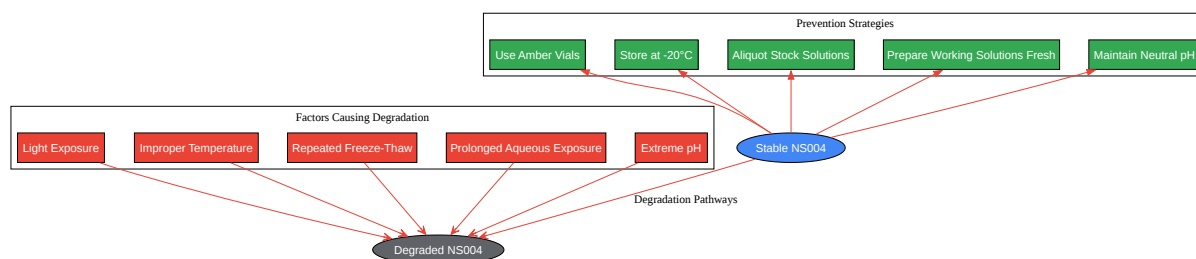 Prevention Strategies
Use Amber Vials
Store at -20°C
Aliquot Stock Solutions
Prepare Working Solutions Fresh
Maintain Neutral pH
Factors Causing Degradation
Light Exposure
Improper Temperature
Repeated Freeze-Thaw
Prolonged Aqueous Exposure
Extreme pH
Stable NS004
Degradation Pathways
Degraded NS004